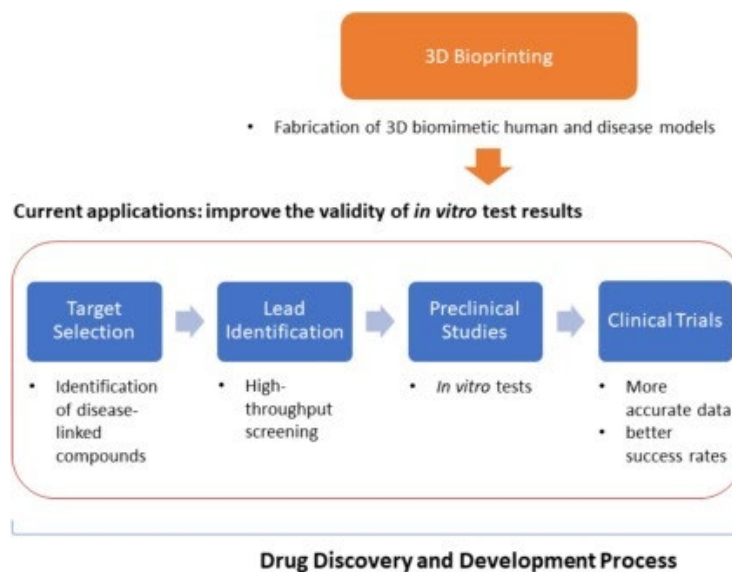 3D Bioprinting
• Fabrication of 3D biomimetic human and disease models
Current applications: improve the validity of in vitro test results
Target
Selection
• Identification
of disease-
linked
compounds
Lead
Identification
• High-
throughput
screening
Preclinical
Studies
• In vitro tests
Clinical Trials
• More
accurate data
• better
success rates
Drug Discovery and Development Process